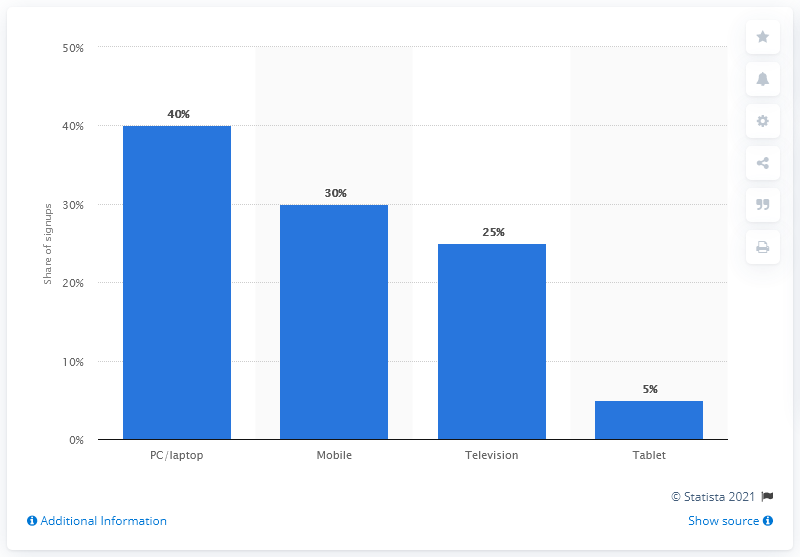 50%
40%
30%
20%
10%
0%
Share of signups
40%
30%
25%
5%
PC/laptop
Mobile
Television
Tablet
© Statista 2021
Additional Information
Show source